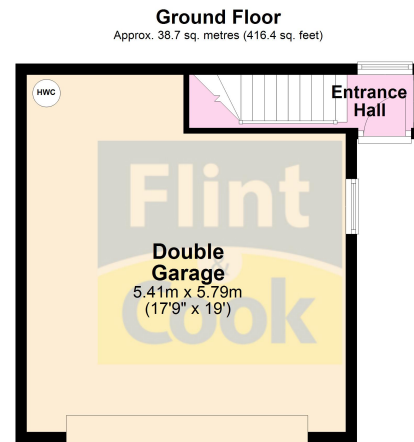 Ground Floor
Approx. 38.7 sq. metres (416.4 sq. feet)
HWC
Entrance
Hall
Flint
&
Cook
Double
Garage
5.41m x 5.79m
(17'9" x 19')